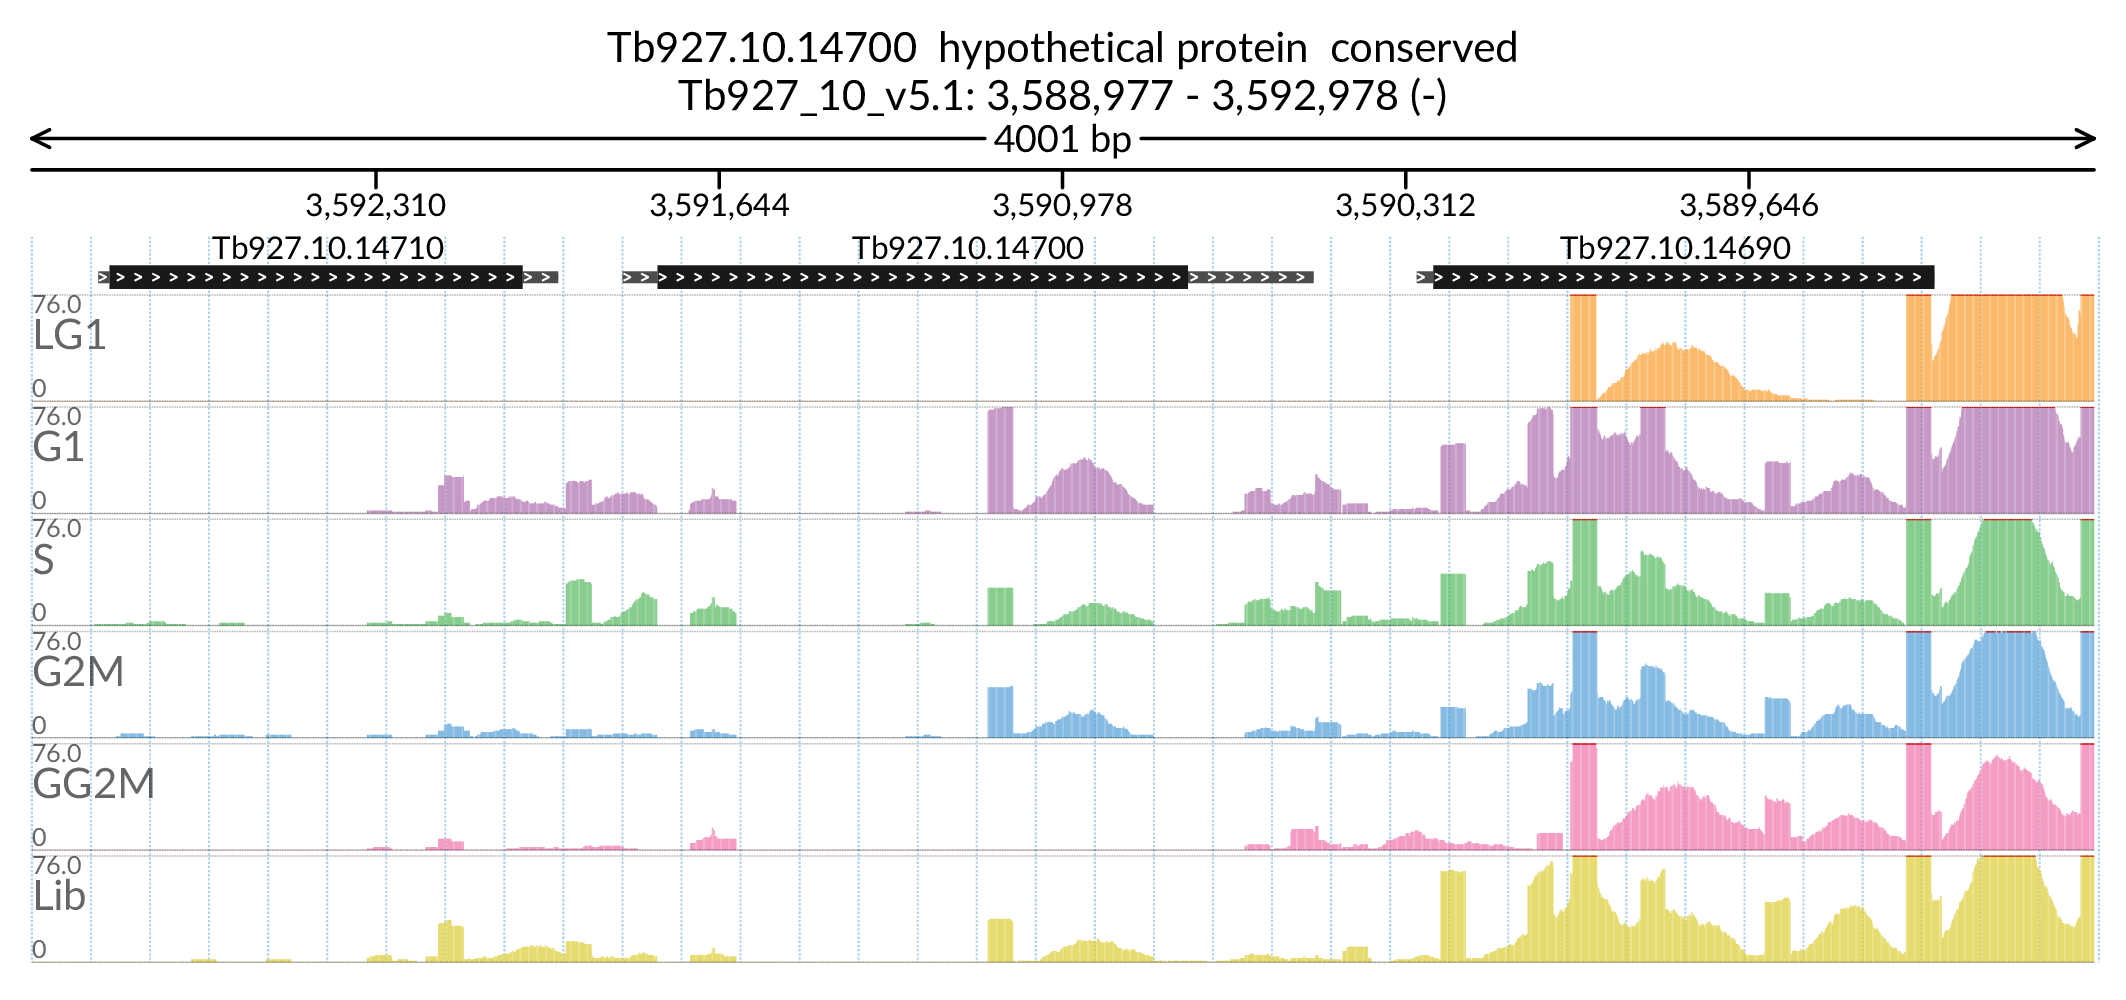 Tb927.10.14700 hypothetical protein conserved
Tb927_10_v5.1: 3,588,977 - 3,592,978 (-)
4001 bp
3,592,310 3,591,644 3,590,978 3,590,312 3,589,646
Tb927.10.14710 Tb927.10.14700 Tb927.10.14690
76.0
LG1
0
76.0
G1
0
76.0
S
0
76.0
G2M
0
76.0
GG2M
0
76.0
Lib
0